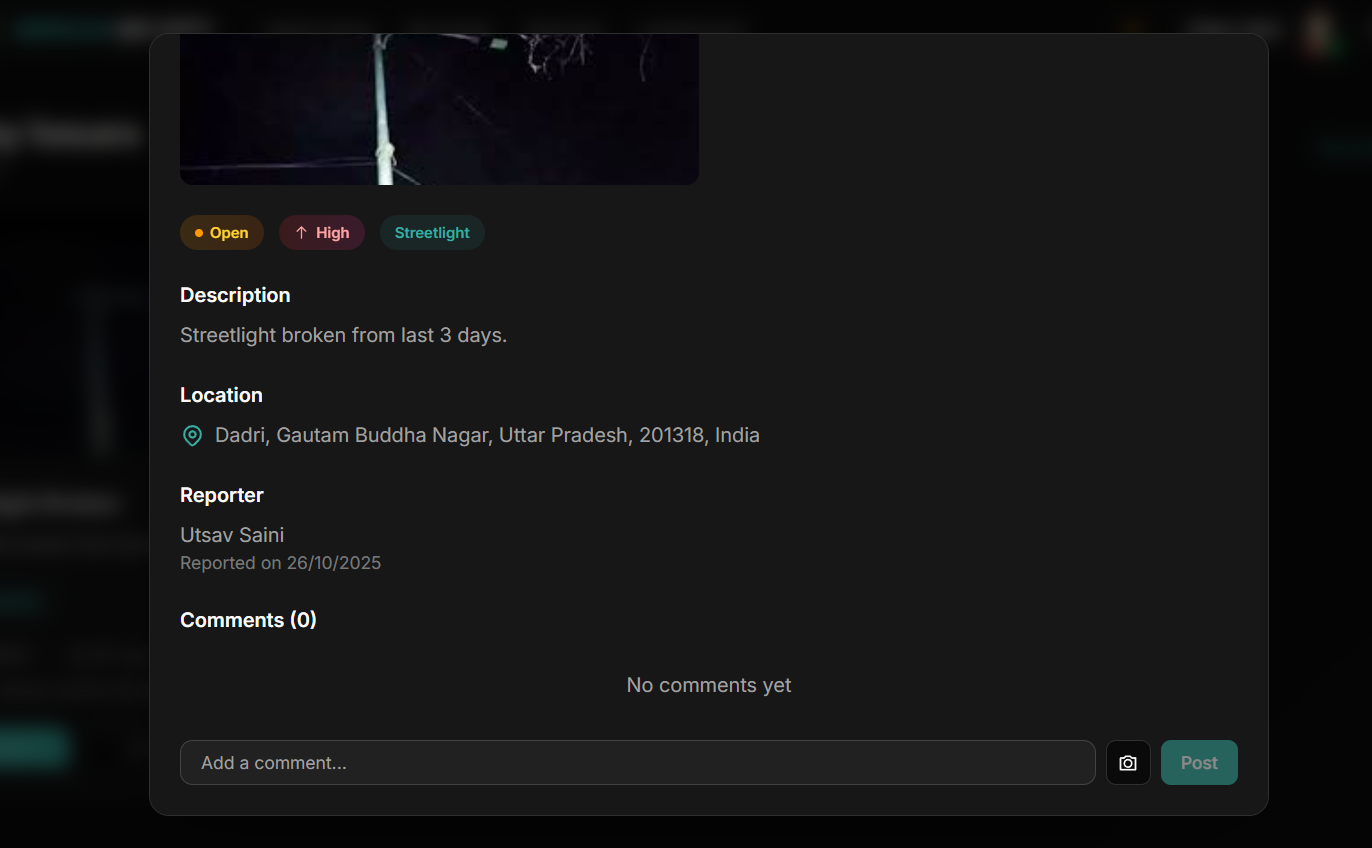 Open
High
Streetlight
Description
Streetlight broken from last 3 days.
Location
Dadri, Gautam Buddha Nagar, Uttar Pradesh, 201318, India
Reporter
Utsav Saini
Reported on 26/10/2025
Comments (0)
No comments yet
Add a comment...
Post